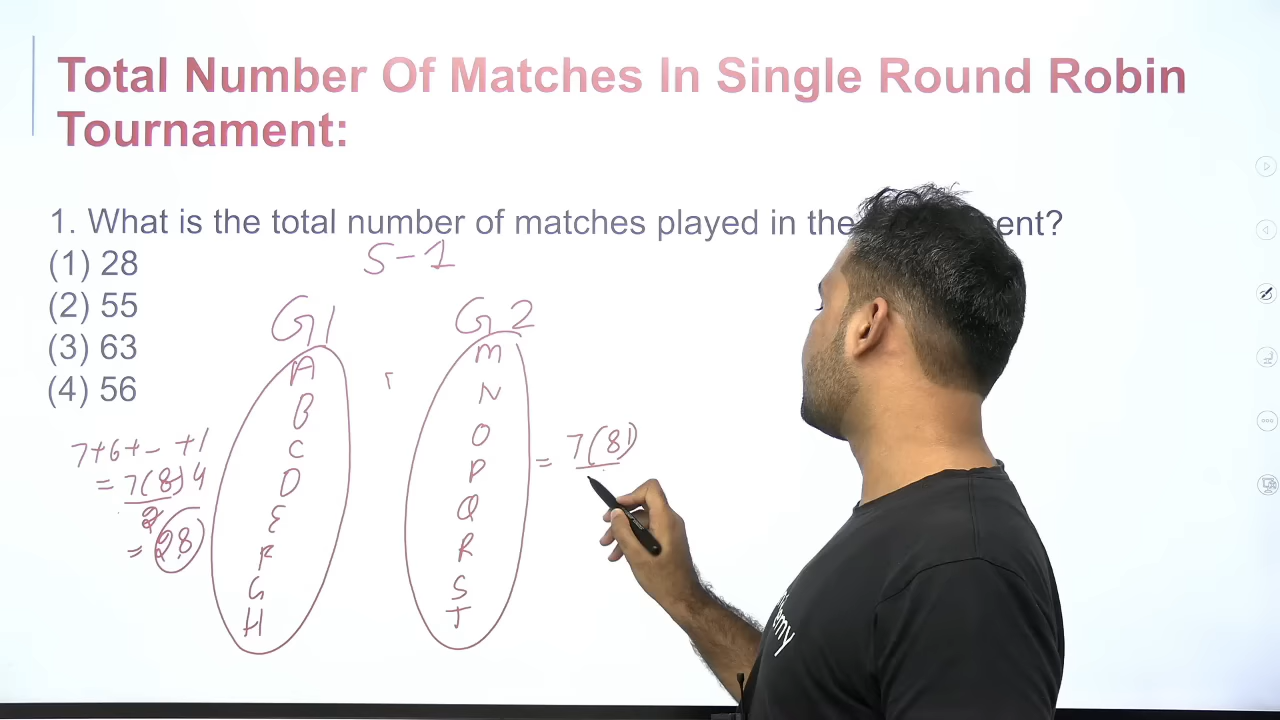 Total Number Of Matches In Single Round Robin
Tournament:
1. What is the total number of matches played in the ent?
(1) 28
(2) 55
(3) 63
(4) 56
S-1
G1
G2
A
B
C
D
E
F
G
H
M
N
O
P
Q
R
S
T
7+6+- +1
= 7(8) 4
2
= 28
= 7(8)
my